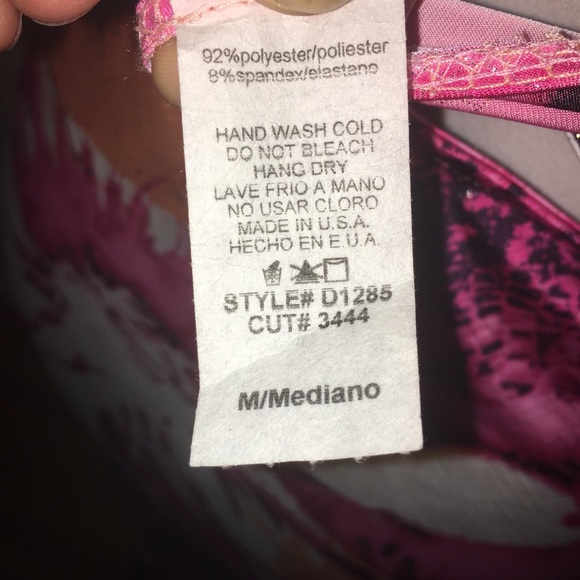 92%polyester/poliester
8%spandex/elastano
HAND WASH COLD
DO NOT BLEACH
HANG DRY
LAVE FRIO A MANO
NO USAR CLORO
MADE IN U.S.A.
HECHO EN E.U.A.
STYLE# D1285
CUT# 3444
M/Mediano